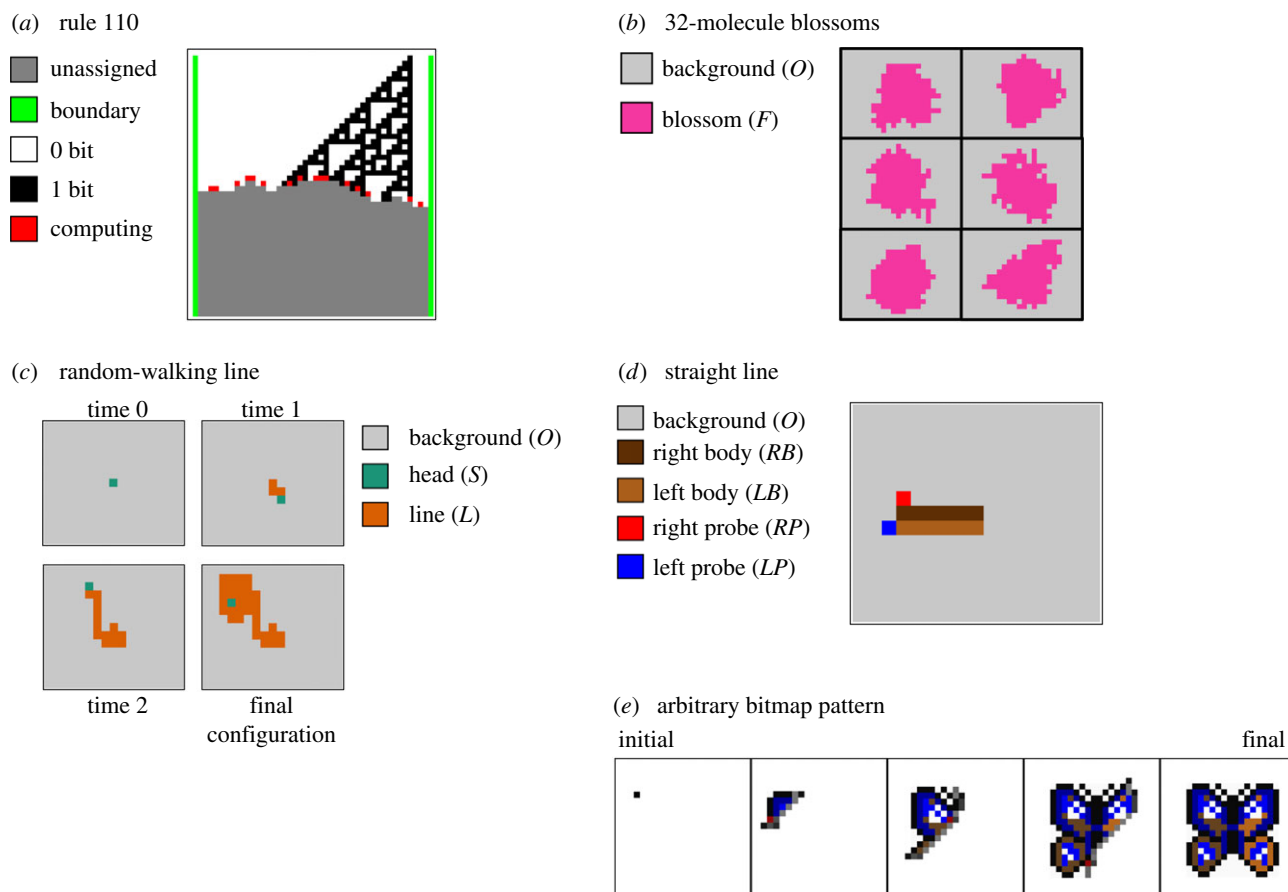 (a) rule 110
unassigned
boundary
0 bit
1 bit
computing
(b) 32-molecule blossoms
background (O)
blossom (F)
(c) random-walking line
time 0
time 1
time 2
final
configuration
background (O)
head (S)
line (L)
(d) straight line
background (O)
right body (RB)
left body (LB)
right probe (RP)
left probe (LP)
(e) arbitrary bitmap pattern
initial
final